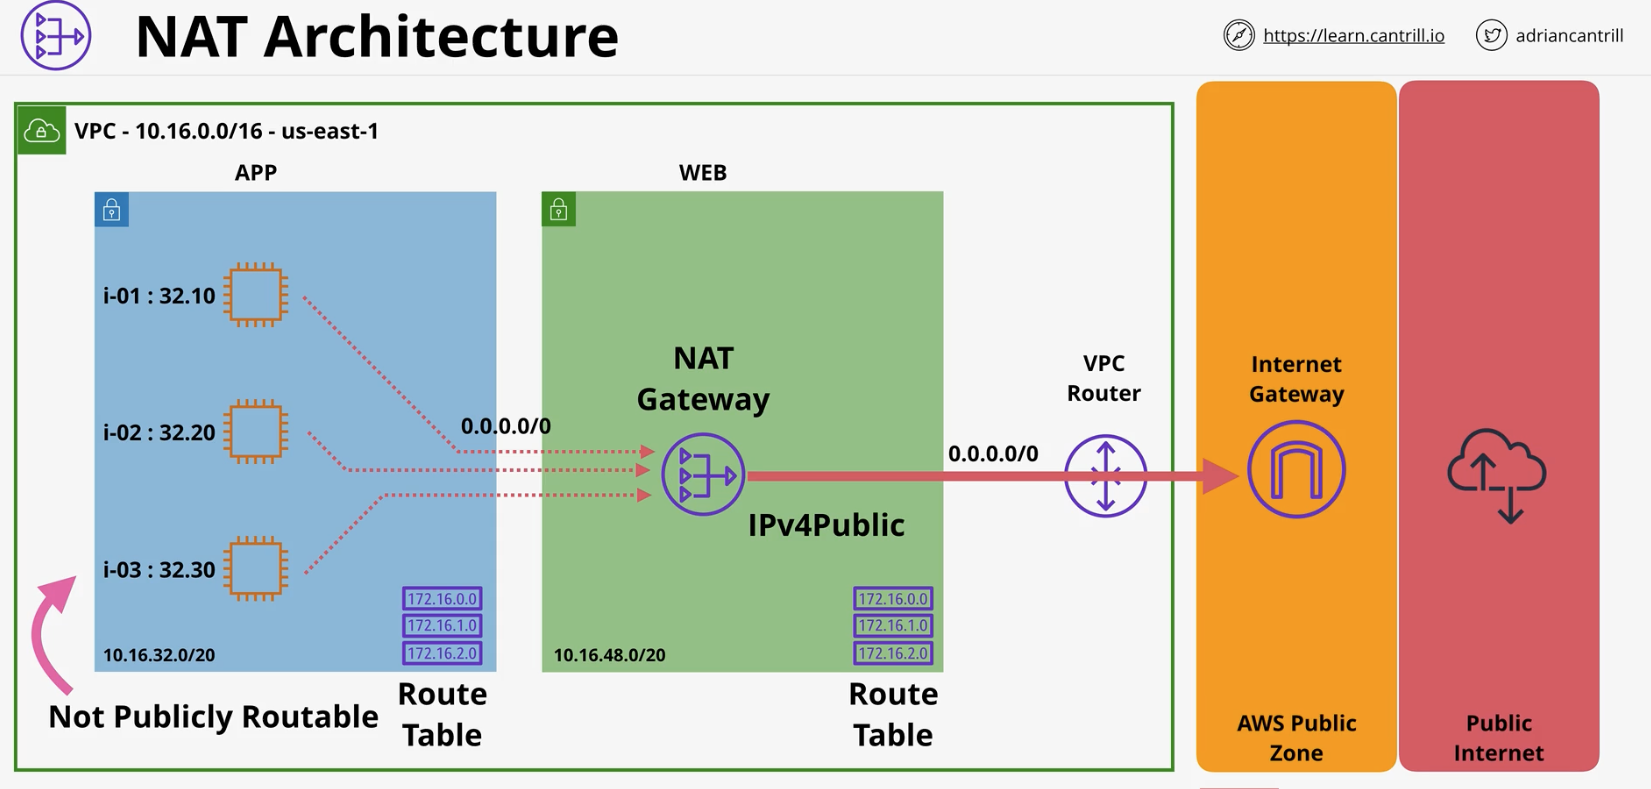 NAT Architecture
https://learn.cantrill.io
adriancantrill
VPC - 10.16.0.0/16 - us-east-1
APP
WEB
i-01 : 32.10
i-02 : 32.20
i-03 : 32.30
0.0.0.0/0
NAT
Gateway
IPv4Public
0.0.0.0/0
VPC
Router
Internet
Gateway
172.16.0.0
172.16.1.0
172.16.2.0
10.16.32.0/20
172.16.0.0
172.16.1.0
172.16.2.0
10.16.48.0/20
Not Publicly Routable
Route
Table
Route
Table
AWS Public
Zone
Public
Internet